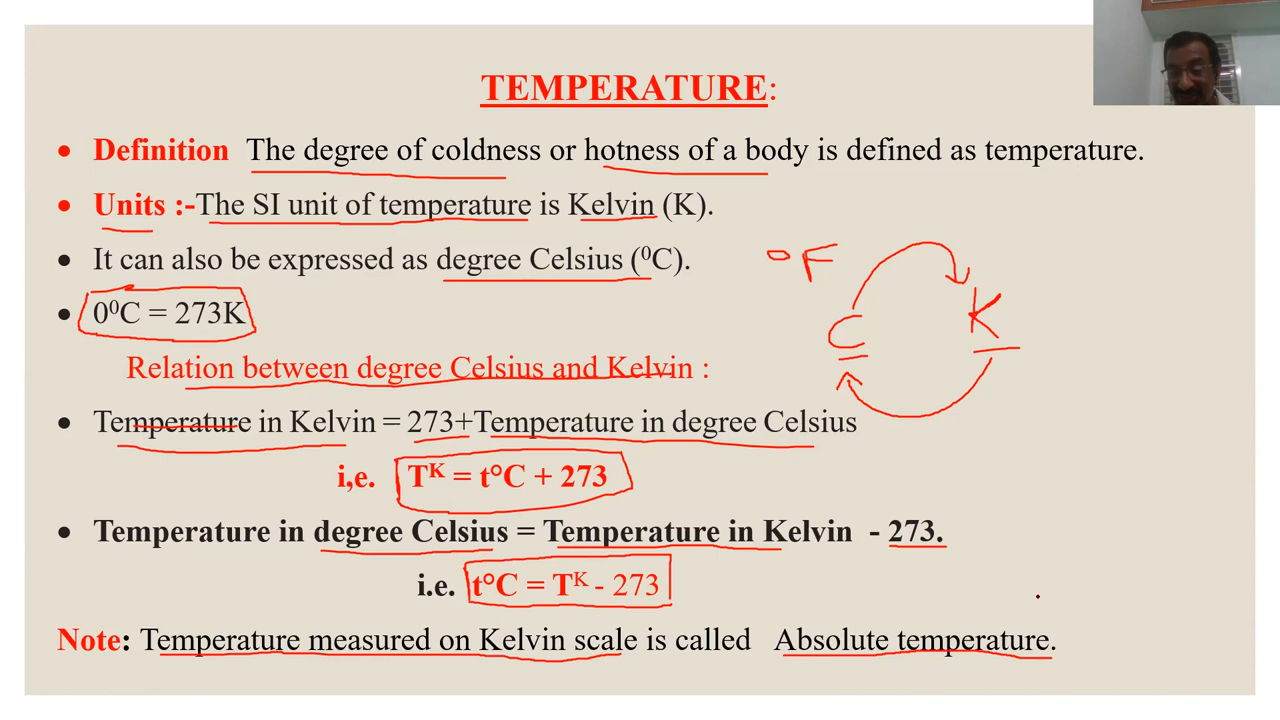 TEMPERATURE:
• Definition The degree of coldness or hotness of a body is defined as temperature.
• Units :-The SI unit of temperature is Kelvin (K).
• It can also be expressed as degree Celsius (⁰C).
°F
• 0⁰C = 273K
C K
Relation between degree Celsius and Kelvin :
• Temperature in Kelvin = 273+Temperature in degree Celsius
i,e. Tᴷ = t°C + 273
• Temperature in degree Celsius = Temperature in Kelvin - 273.
i.e. t°C = Tᴷ - 273
Note: Temperature measured on Kelvin scale is called Absolute temperature.